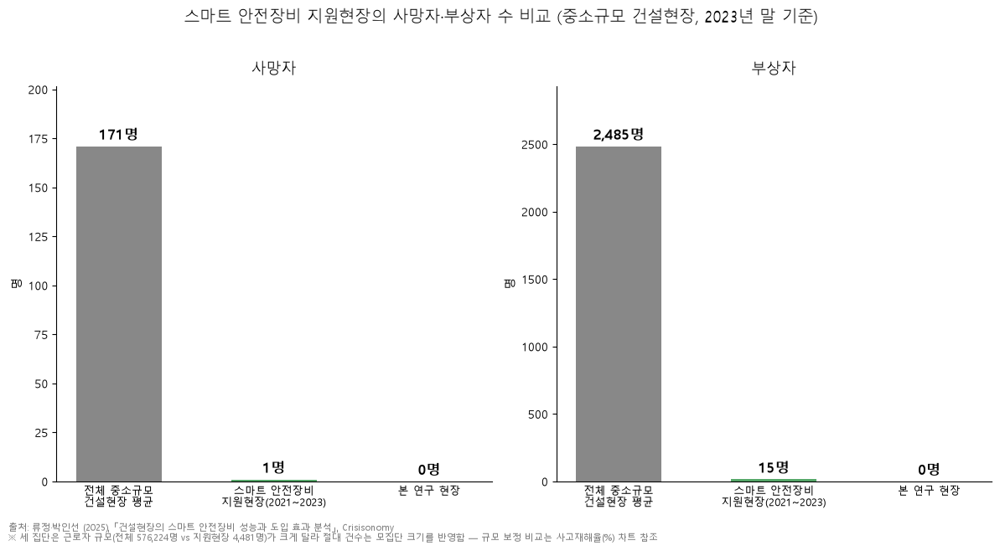 스마트 안전장비 지원현장의 사망자·부상자 수 비교 (중소규모 건설현장, 2023년 말 기준)
사망자
명
200
175
150
125
100
75
50
25
0
171명
1명
0명
전체 중소규모
건설현장 평균
스마트 안전장비
지원현장(2021~2023)
본 연구 현장
부상자
명
2500
2000
1500
1000
500
0
2,485명
15명
0명
전체 중소규모
건설현장 평균
스마트 안전장비
지원현장(2021~2023)
본 연구 현장
출처: 류정·박인선 (2025), 「건설현장의 스마트 안전장비 성능과 도입 효과 분석」, Crisisonomy
※ 세 집단은 근로자 규모(전체 576,224명 vs 지원현장 4,481명)가 크게 달라 절대 건수는 모집단 크기를 반영함 — 규모 보정 비교는 사고재해율(%) 차트 참조